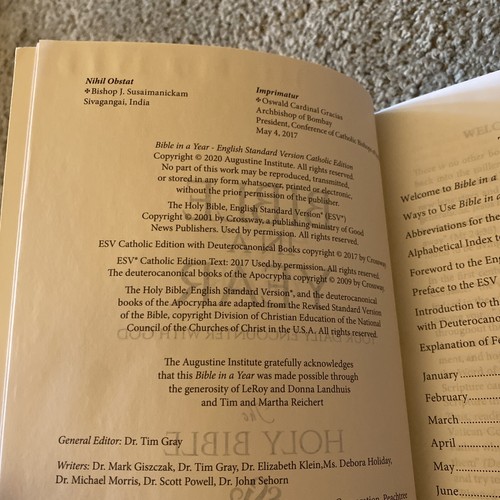 Nihil Obstat
✠Bishop J. Susaimanickam
Sivagangai, India
Imprimatur
✠Oswald Cardinal Gracias
Archbishop of Bombay
President, Conference of Catholic Bishops of
May 4, 2017
Bible in a Year - English Standard Version Catholic Edition
Copyright © 2020 Augustine Institute. All rights reserved.
No part of this work may be reproduced, transmitted,
or stored in any form whatsoever, printed or electronic,
without the prior permission of the publisher.
The Holy Bible, English Standard Version® (ESV®)
Copyright © 2001 by Crossway, a publishing ministry of Good
News Publishers. Used by permission. All rights reserved.
ESV Catholic Edition with Deuterocanonical Books copyright © 2017 by Crossway
ESV® Catholic Edition Text: 2017 Used by permission. All rights reserved.
The deuterocanonical books of the Apocrypha copyright © 2009 by Crossway.
The Holy Bible, English Standard Version®, and the deuterocanonical
books of the Apocrypha are adapted from the Revised Standard Version
of the Bible, copyright Division of Christian Education of the National
Council of the Churches of Christ in the U.S.A. All rights reserved.
The Augustine Institute gratefully acknowledges
that this Bible in a Year was made possible through
the generosity of LeRoy and Donna Landhuis
and Tim and Martha Reichert
General Editor: Dr. Tim Gray
Writers: Dr. Mark Giszczak, Dr. Tim Gray, Dr. Elizabeth Klein,Ms. Debora Holiday,
Dr. Michael Morris, Dr. Scott Powell, Dr. John Sehorn
Peachtree
Welcome to Bible in a
Ways to Use Bible in a
Abbreviations for the
Alphabetical Index t
Foreword to the Eng
Preface to the ESV
Introduction to th
with Deuterocano
Explanation of Fe
January
February
March
April
May
June